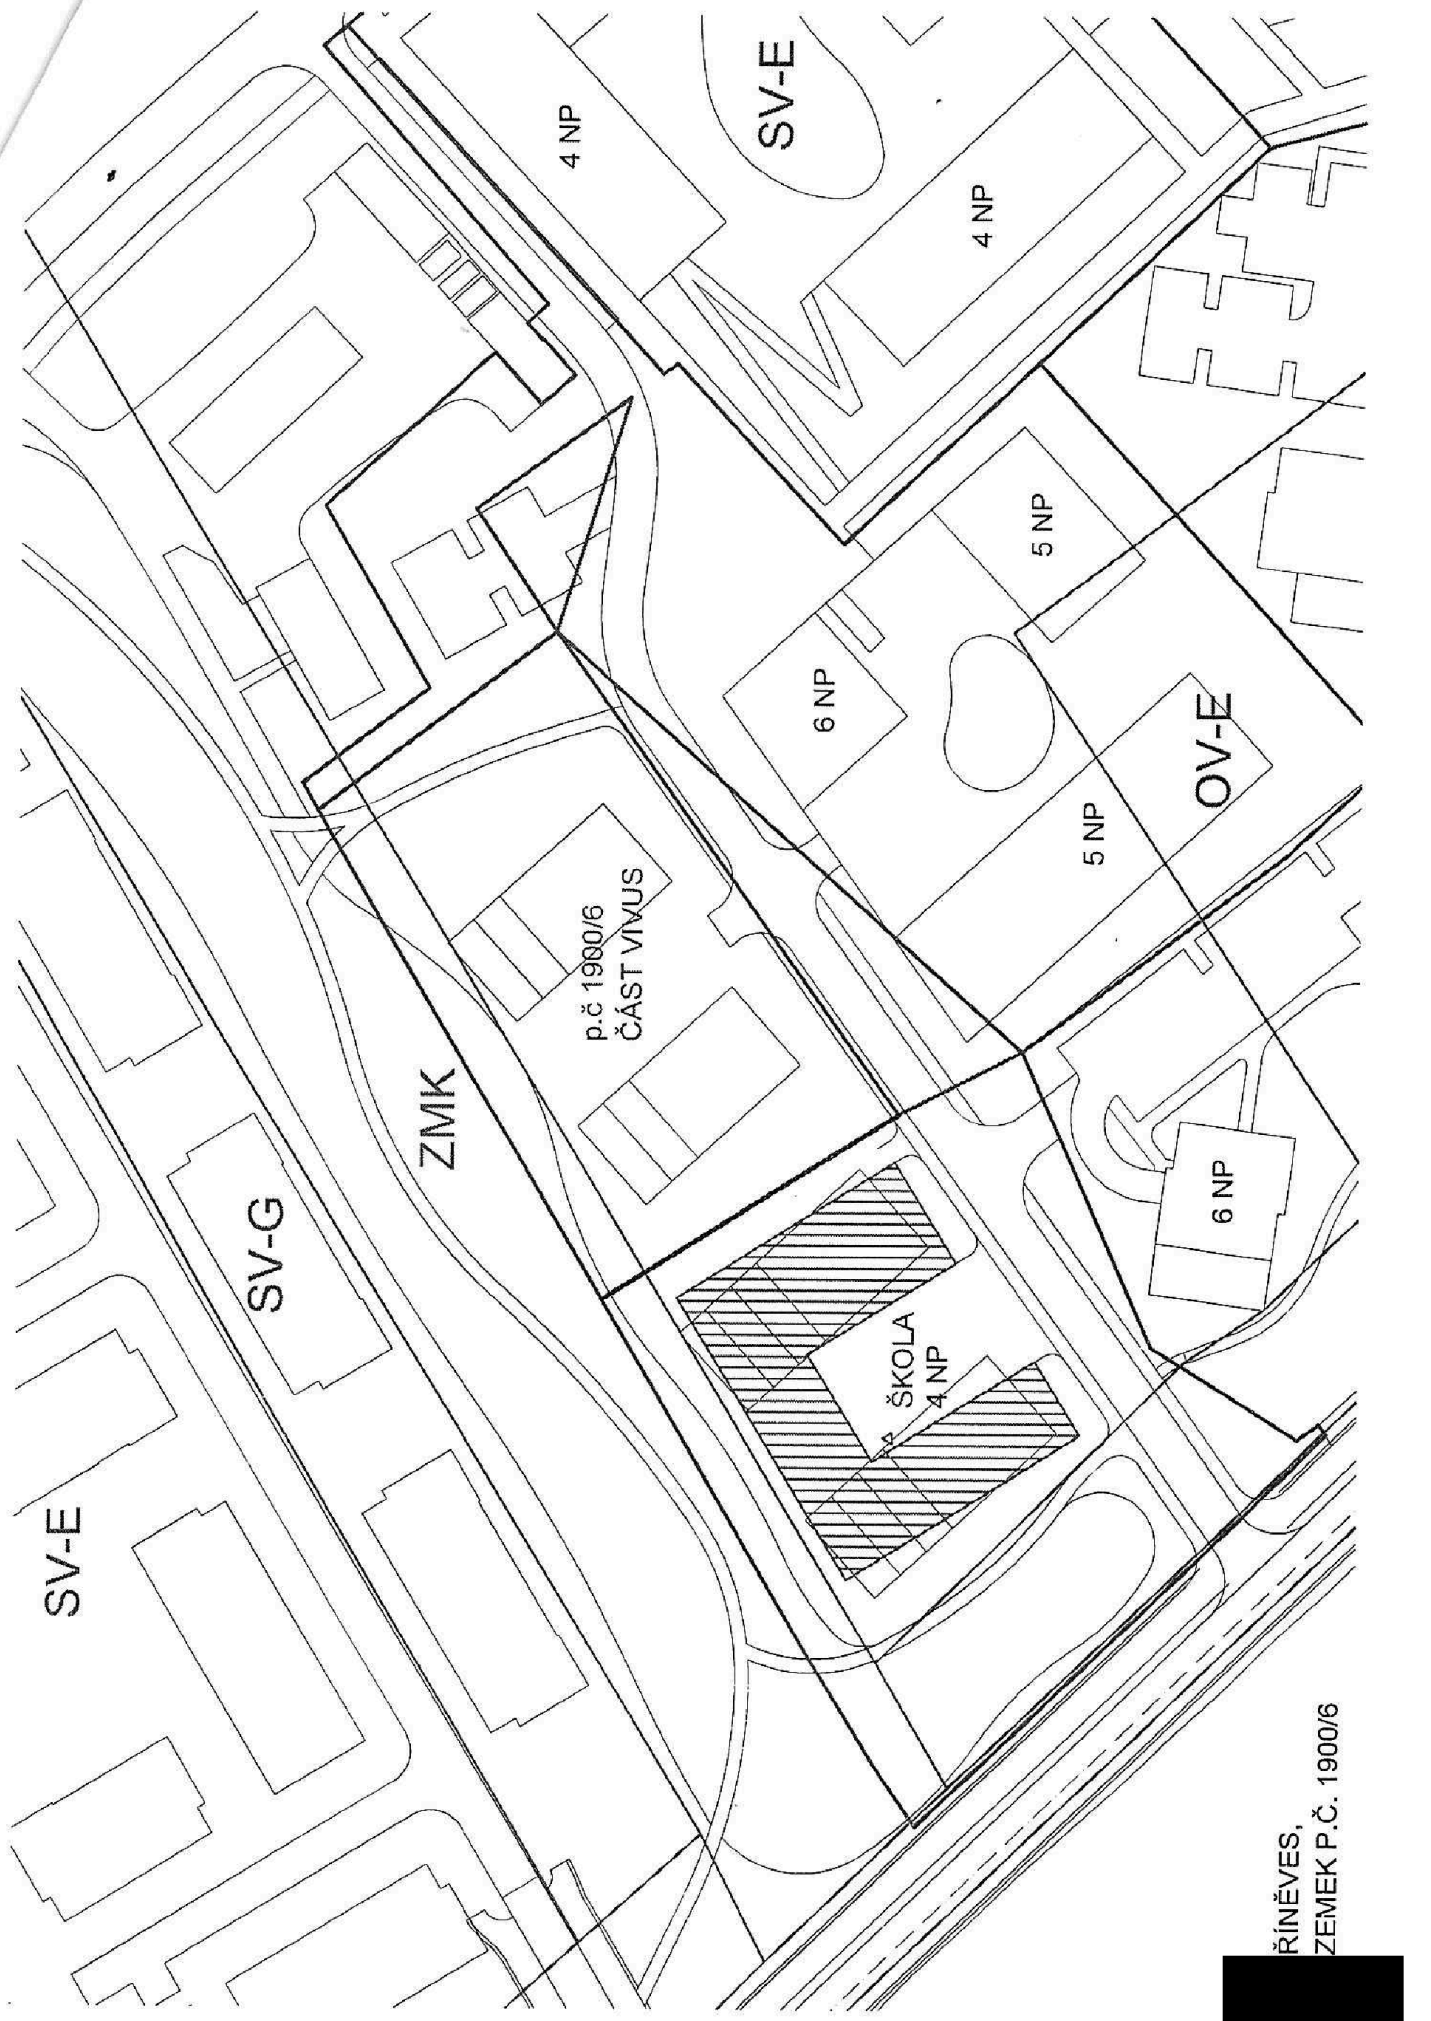 SV-E
SV-G
ZMK
4 NP
p.č 1900/6
ČÁST VIVUS
SV-E
6 NP
ŠKOLA
4 NP
4 NP
5 NP
5 NP
OV-E
6 NP
ŘÍNĚVES,
ZEMEK P.Č. 1900/6